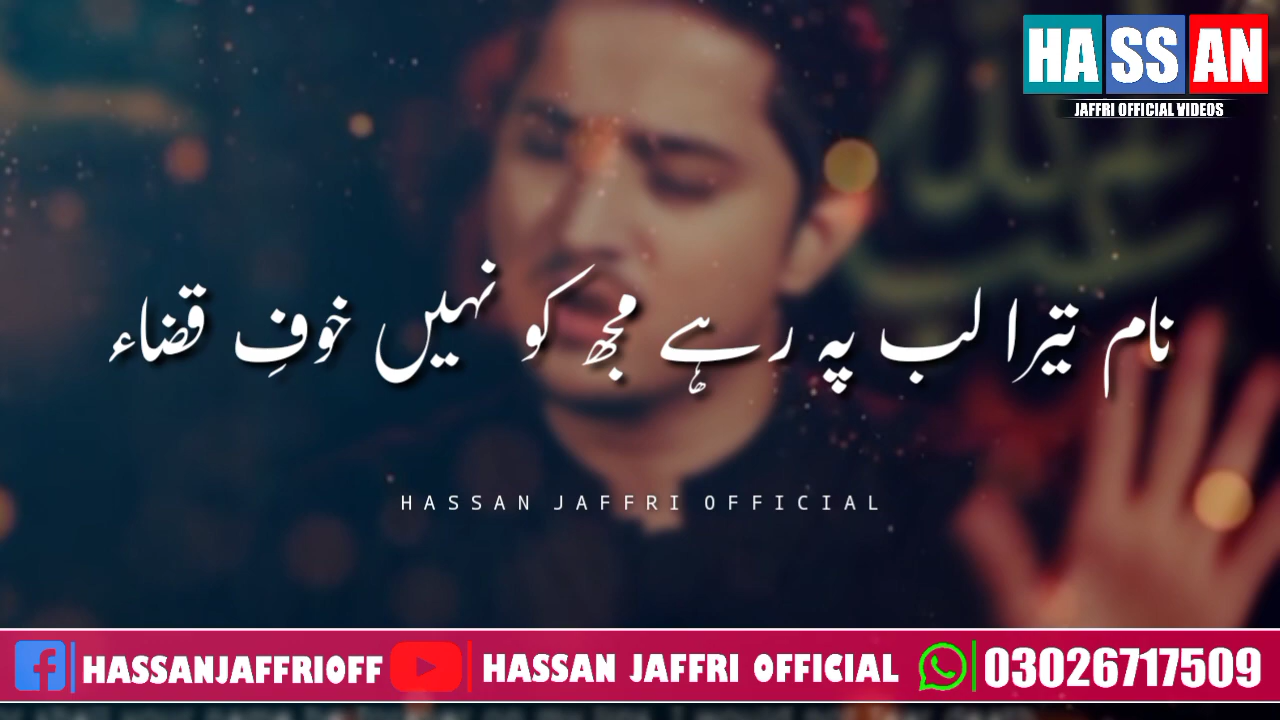 HASSAN
JAFFRI OFFICIAL VIDEOS
نام تیرا لب پہ رہے مجھ کو نہیں خوفِ قضاء
HASSAN JAFFRI OFFICIAL
HASSANJAFFRIOFF HASSAN JAFFRI OFFICIAL 03026717509